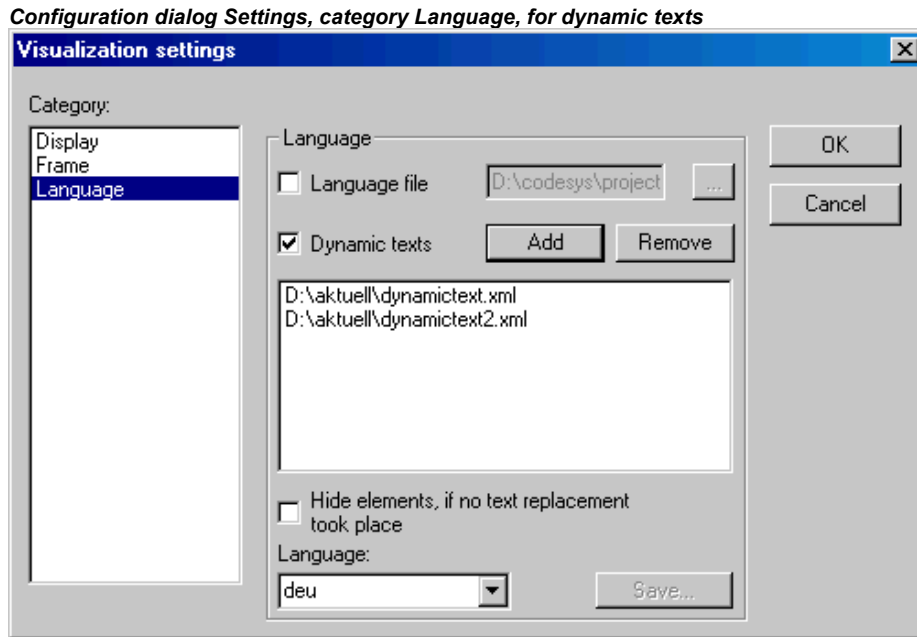 Configuration dialog Settings, category Language, for dynamic texts
Visualization settings
Category:
Display
Frame
Language
Language
Language file
D:\codesys\project
...
Dynamic texts
Add
Remove
D:\aktuell\dynamictext.xml
D:\aktuell\dynamictext2.xml
Hide elements, if no text replacement
took place
Language:
deu
Save...
OK
Cancel